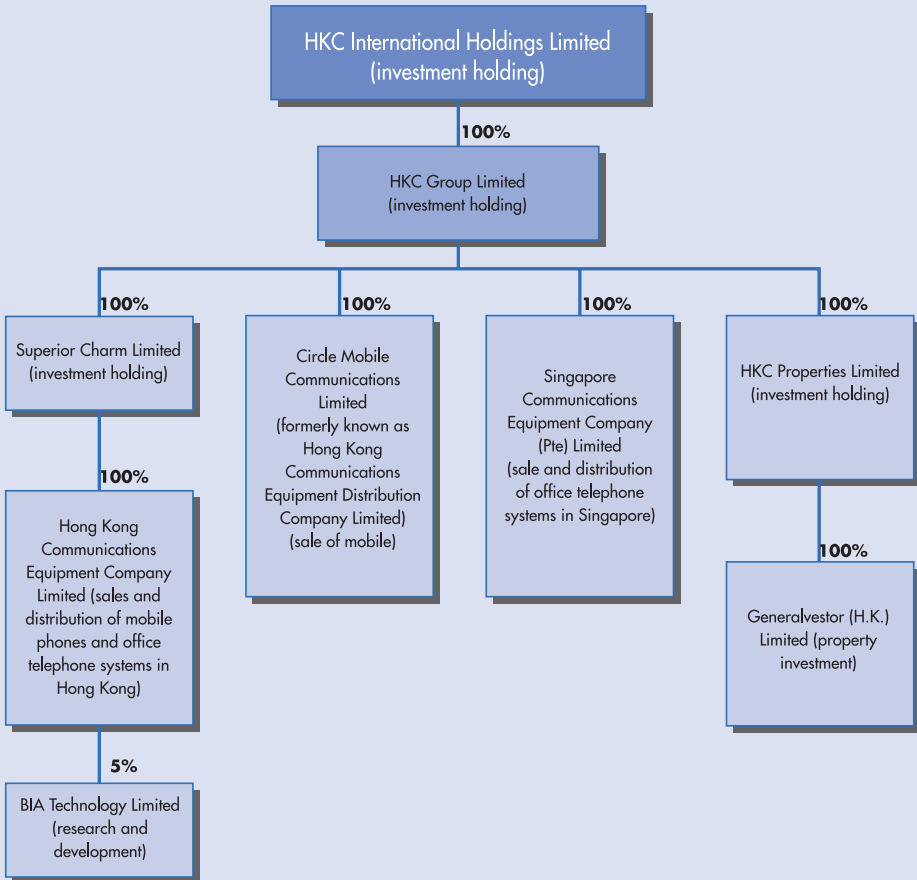 HKC International Holdings Limited
(investment holding)
100%
HKC Group Limited
(investment holding)
100%
100%
100%
100%
Superior Charm Limited
(investment holding)
Circle Mobile
Communications
Limited
(formerly known as
Hong Kong
Communications
Equipment Distribution
Company Limited)
(sale of mobile)
Singapore
Communications
Equipment Company
(Pte) Limited
(sale and distribution
of office telephone
systems in Singapore)
HKC Properties Limited
(investment holding)
100%
Hong Kong
Communications
Equipment Company
Limited (sales and
distribution of mobile
phones and office
telephone systems in
Hong Kong)
100%
Generalvestor (H.K.)
Limited (property
investment)
5%
BIA Technology Limited
(research and
development)